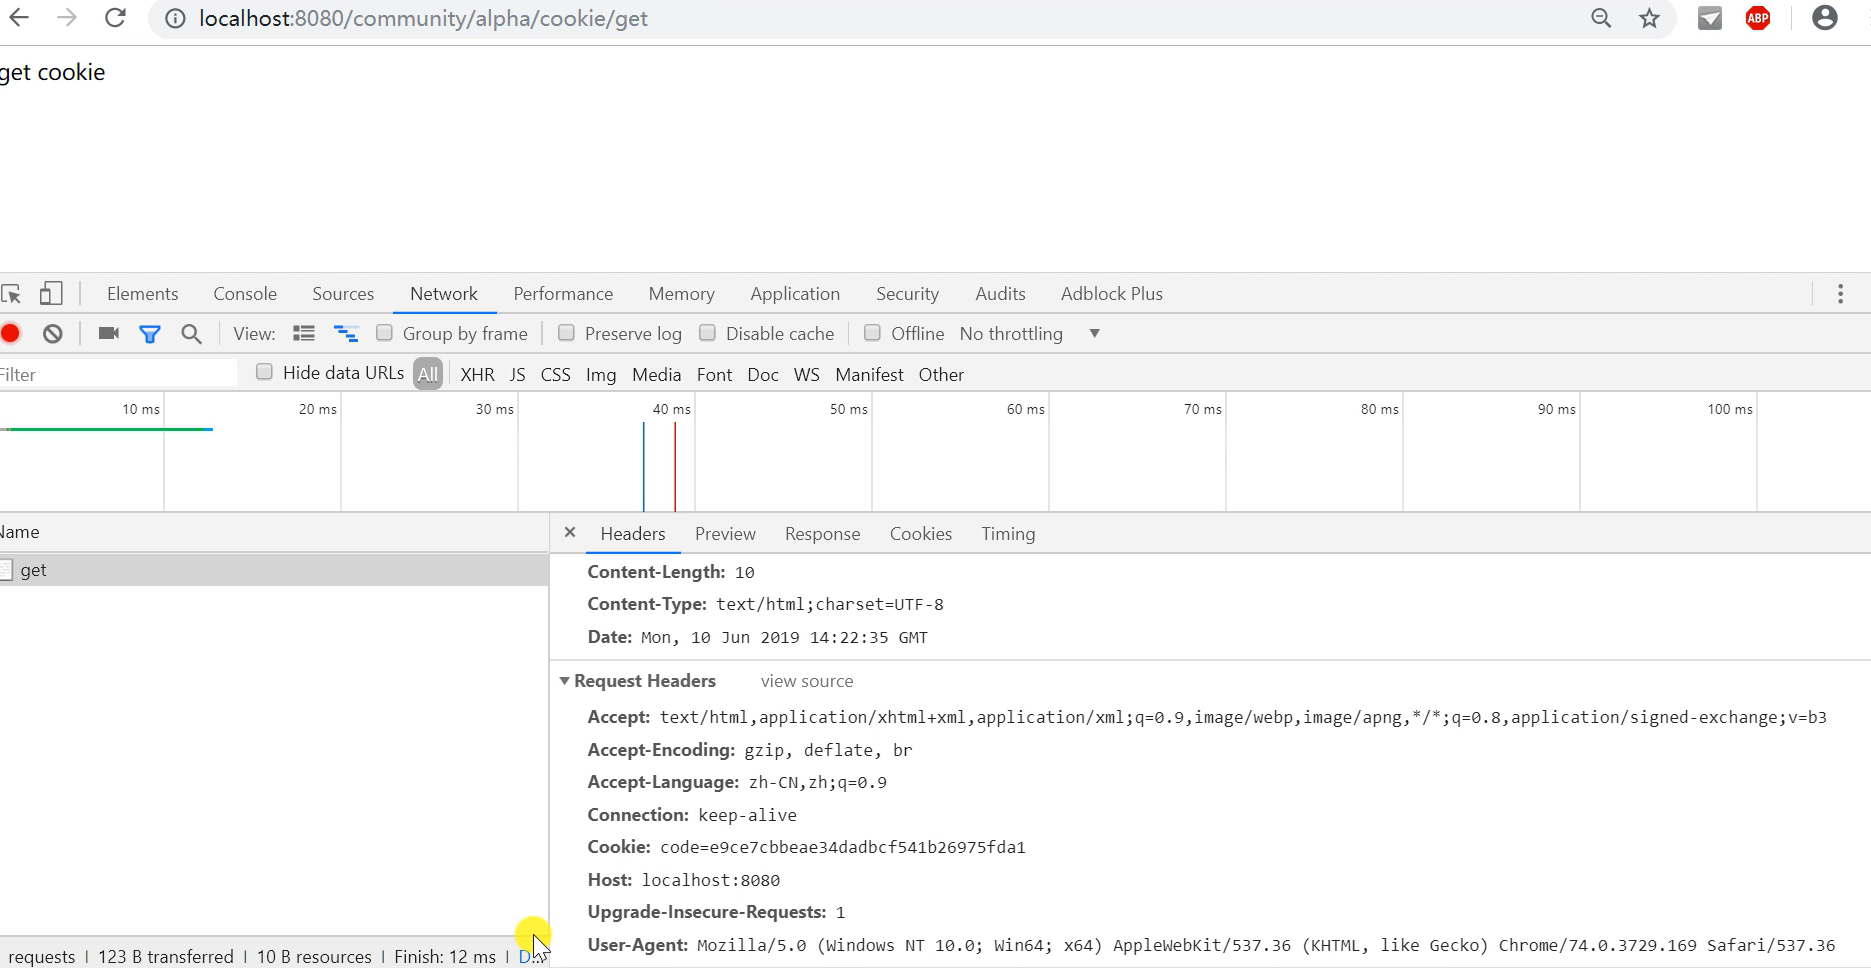 localhost:8080/community/alpha/cookie/get
ABP
get cookie
Elements Console Sources Network Performance Memory Application Security Audits Adblock Plus
View: Group by frame Preserve log Disable cache Offline No throttling
Filter Hide data URLs All XHR JS CSS Img Media Font Doc WS Manifest Other
10 ms 20 ms 30 ms 40 ms 50 ms 60 ms 70 ms 80 ms 90 ms 100 ms
Name Headers Preview Response Cookies Timing
get
Content-Length: 10
Content-Type: text/html;charset=UTF-8
Date: Mon, 10 Jun 2019 14:22:35 GMT
Request Headers view source
Accept: text/html,application/xhtml+xml,application/xml;q=0.9,image/webp,image/apng,*/*;q=0.8,application/signed-exchange;v=b3
Accept-Encoding: gzip, deflate, br
Accept-Language: zh-CN,zh;q=0.9
Connection: keep-alive
Cookie: code=e9ce7cbbeae34dadbcf541b26975fda1
Host: localhost:8080
Upgrade-Insecure-Requests: 1
User-Agent: Mozilla/5.0 (Windows NT 10.0; Win64; x64) AppleWebKit/537.36 (KHTML, like Gecko) Chrome/74.0.3729.169 Safari/537.36
requests | 123 B transferred | 10 B resources | Finish: 12 ms | D...